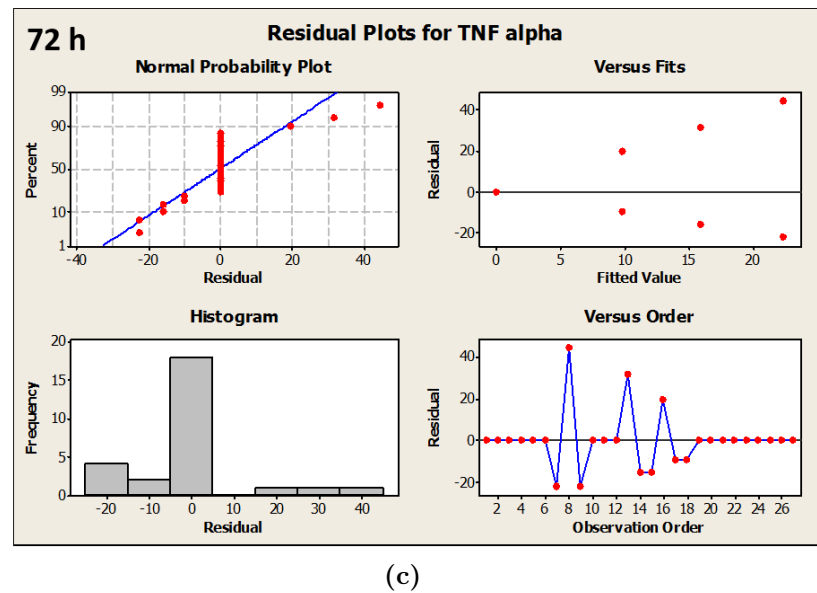 72 h
Residual Plots for TNF alpha
Normal Probability Plot
Percent
99
90
50
10
1
-40 -20 0 20 40
Residual
Versus Fits
Residual
40
20
0
-20
0 5 10 15 20
Fitted Value
Histogram
Frequency
20
15
10
5
0
-20 -10 0 10 20 30 40
Residual
Versus Order
Residual
40
20
0
-20
2 4 6 8 10 12 14 16 18 20 22 24 26
Observation Order
(c)